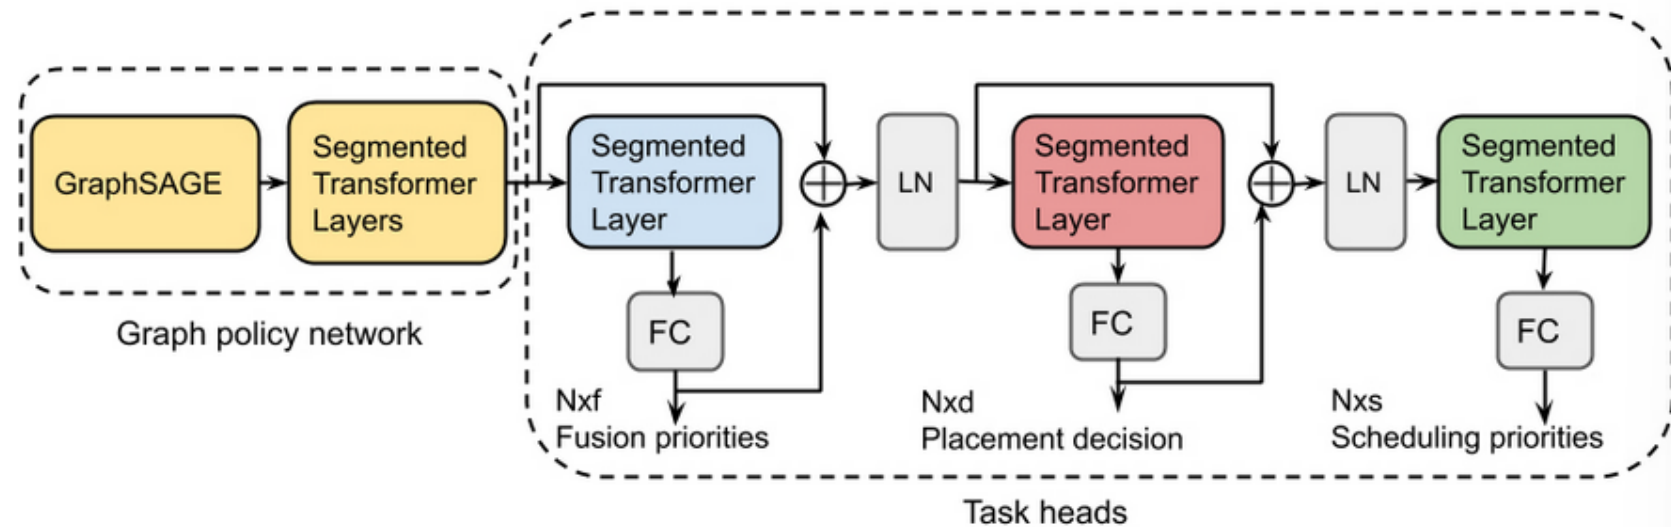 GraphSAGE
Segmented
Transformer
Layers
Graph policy network
Segmented
Transformer
Layer
FC
Nxf
Fusion priorities
LN
Segmented
Transformer
Layer
FC
Nxd
Placement decision
LN
Segmented
Transformer
Layer
FC
Nxs
Scheduling priorities
Task heads